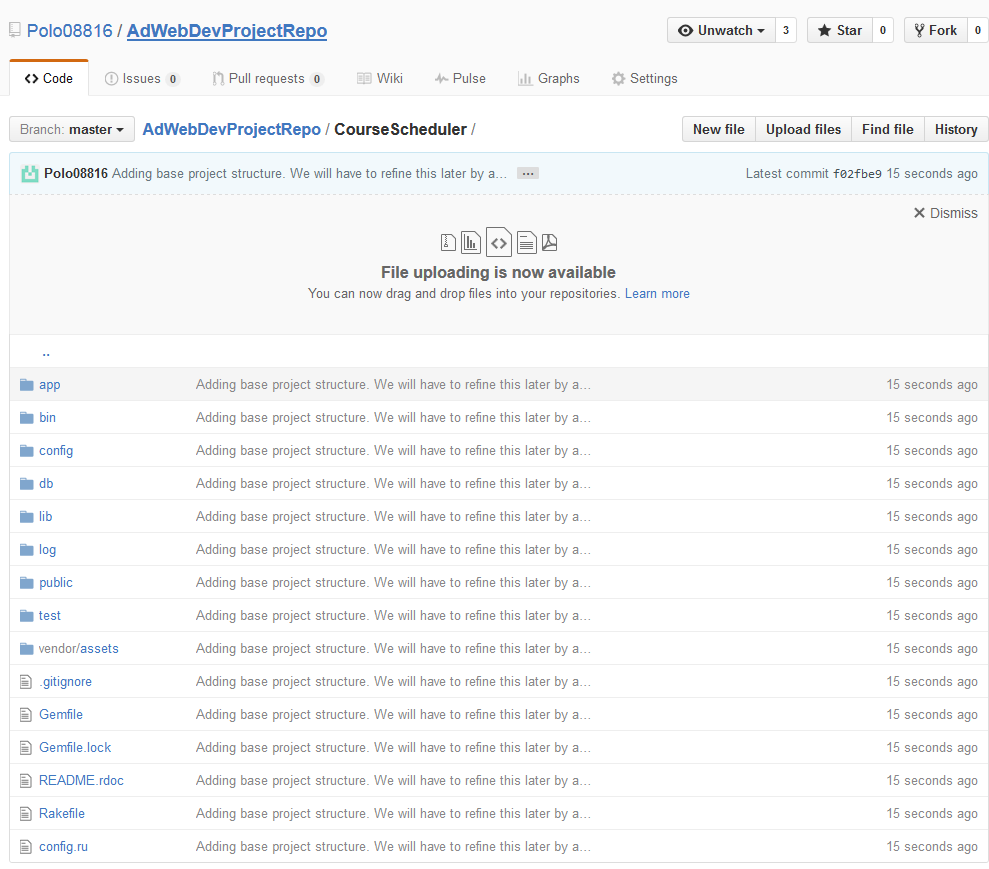 Polo08816 / AdWebDevProjectRepo Unwatch 3 Star 0 Fork 0
Code Issues 0 Pull requests 0 Wiki Pulse Graphs Settings
Branch: master AdWebDevProjectRepo / CourseScheduler / New file Upload files Find file History
Polo08816 Adding base project structure. We will have to refine this later by a… ... Latest commit f02fbe9 15 seconds ago
Dismiss
File uploading is now available
You can now drag and drop files into your repositories. Learn more
..
app Adding base project structure. We will have to refine this later by a… 15 seconds ago
bin Adding base project structure. We will have to refine this later by a… 15 seconds ago
config Adding base project structure. We will have to refine this later by a… 15 seconds ago
db Adding base project structure. We will have to refine this later by a… 15 seconds ago
lib Adding base project structure. We will have to refine this later by a… 15 seconds ago
log Adding base project structure. We will have to refine this later by a… 15 seconds ago
public Adding base project structure. We will have to refine this later by a… 15 seconds ago
test Adding base project structure. We will have to refine this later by a… 15 seconds ago
vendor/assets Adding base project structure. We will have to refine this later by a… 15 seconds ago
.gitignore Adding base project structure. We will have to refine this later by a… 15 seconds ago
Gemfile Adding base project structure. We will have to refine this later by a… 15 seconds ago
Gemfile.lock Adding base project structure. We will have to refine this later by a… 15 seconds ago
README.rdoc Adding base project structure. We will have to refine this later by a… 15 seconds ago
Rakefile Adding base project structure. We will have to refine this later by a… 15 seconds ago
config.ru Adding base project structure. We will have to refine this later by a… 15 seconds ago